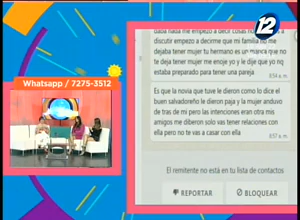 12
dada nada me empezó a decir cosas
discutir empezo a decirme que mi familia no me
dejaba tener mujer tu hermano es un manca que no
te deja tener mujer me enoje yo y le dije que yo no
estaba preparado para tener una pareja
8:54 a.m.
Whatsapp / 7275-3512
Es que la novia que tuve le dieron como lo dice el
buen salvadoreño le dieron paja y la mujer anduvo
de tras de mi pero las intenciones eran otra mis
amigos me dijeron solo vas tener relaciones con
ella pero no te vas a casar con ella
8:57 a.m.
El remitente no está en tu lista de contactos
REPORTAR
BLOQUEAR